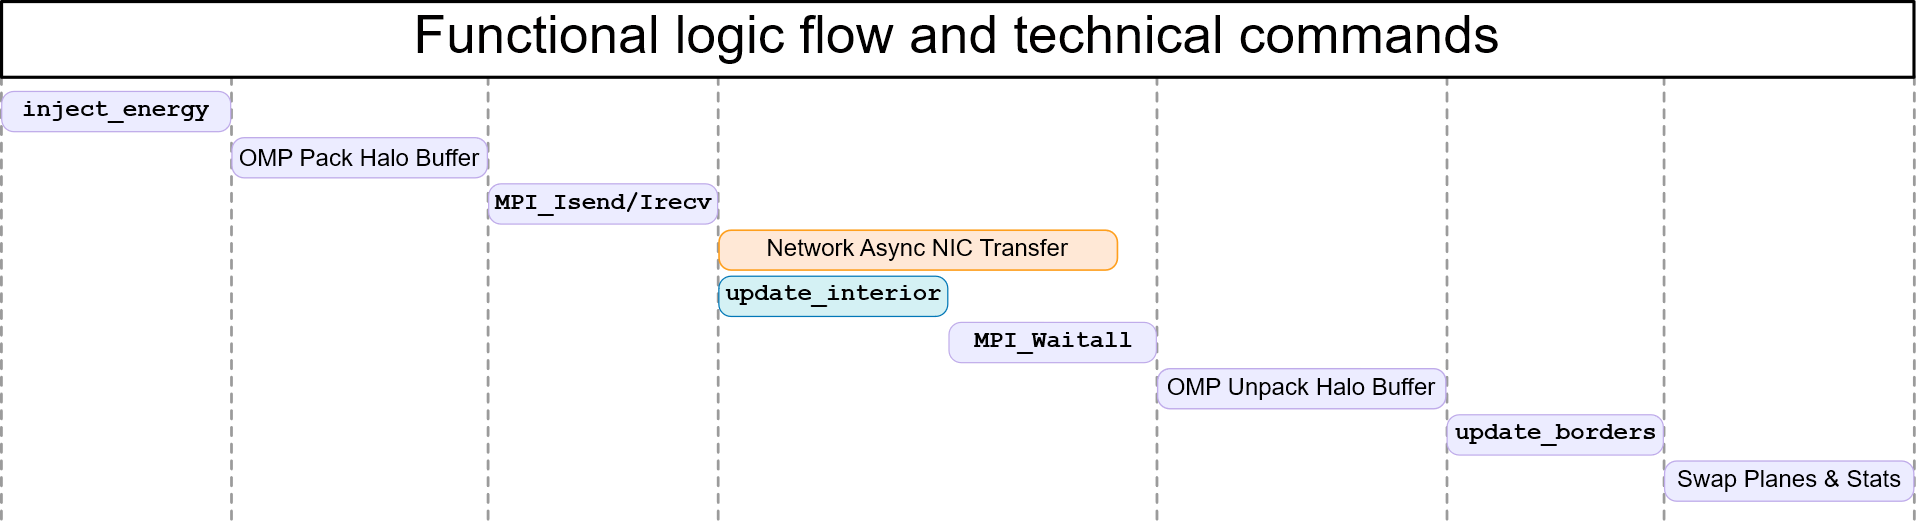 Functional logic flow and technical commands
inject_energy
OMP Pack Halo Buffer
MPI_Isend/Irecv
Network Async NIC Transfer
update_interior
MPI_Waitall
OMP Unpack Halo Buffer
update_borders
Swap Planes & Stats